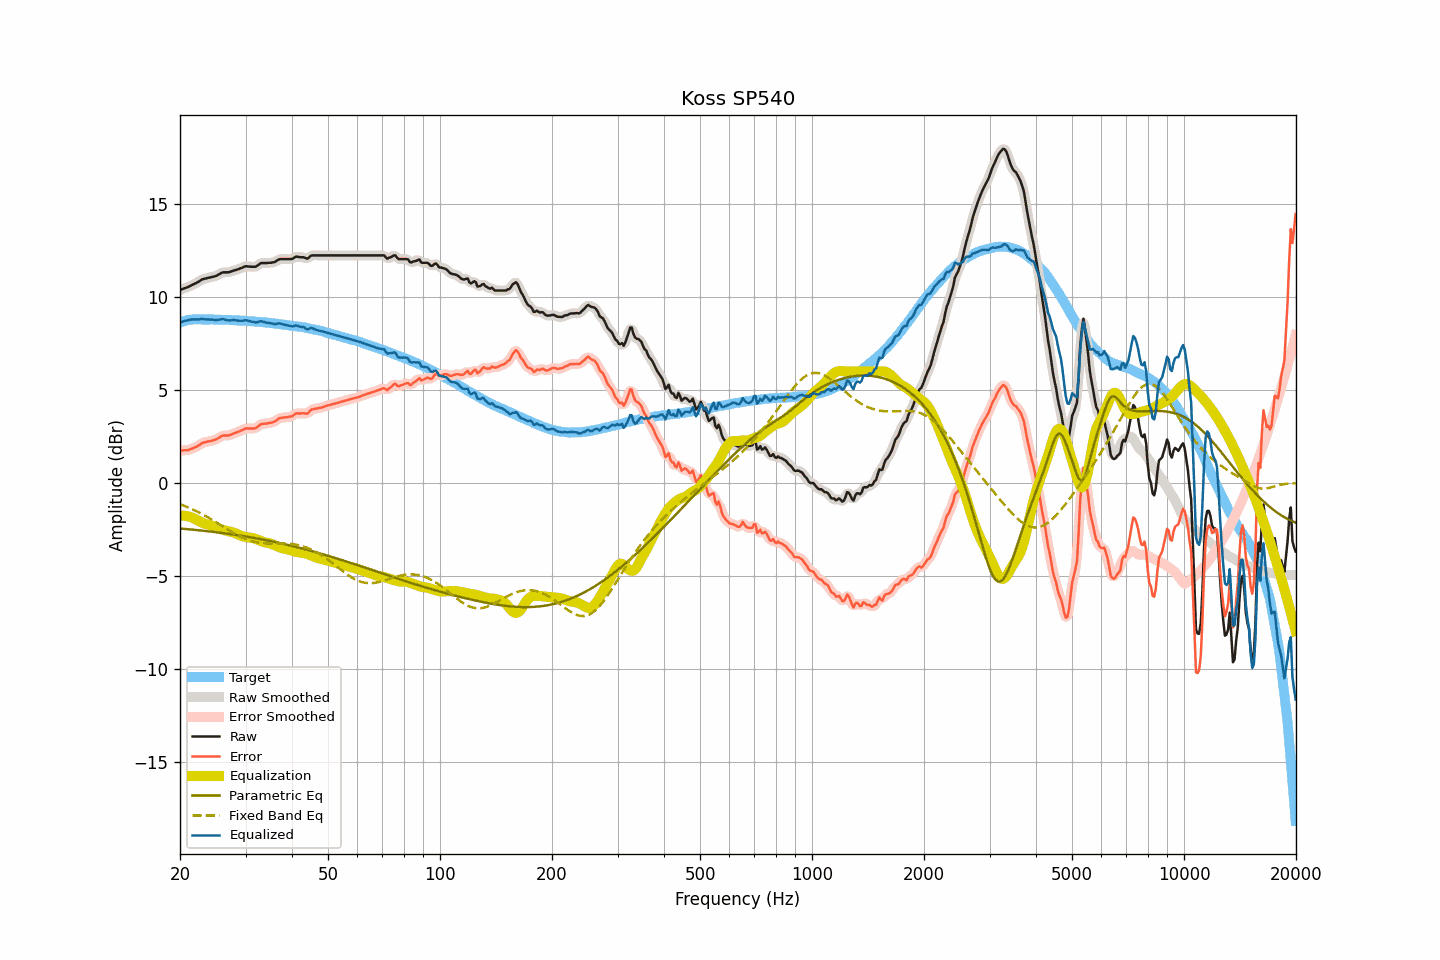 Koss SP540
Amplitude (dBr)
15
10
5
0
−5
−10
−15
Target
Raw Smoothed
Error Smoothed
Raw
Error
Equalization
Parametric Eq
Fixed Band Eq
Equalized
20 50 100 200 500 1000 2000 5000 10000 20000
Frequency (Hz)